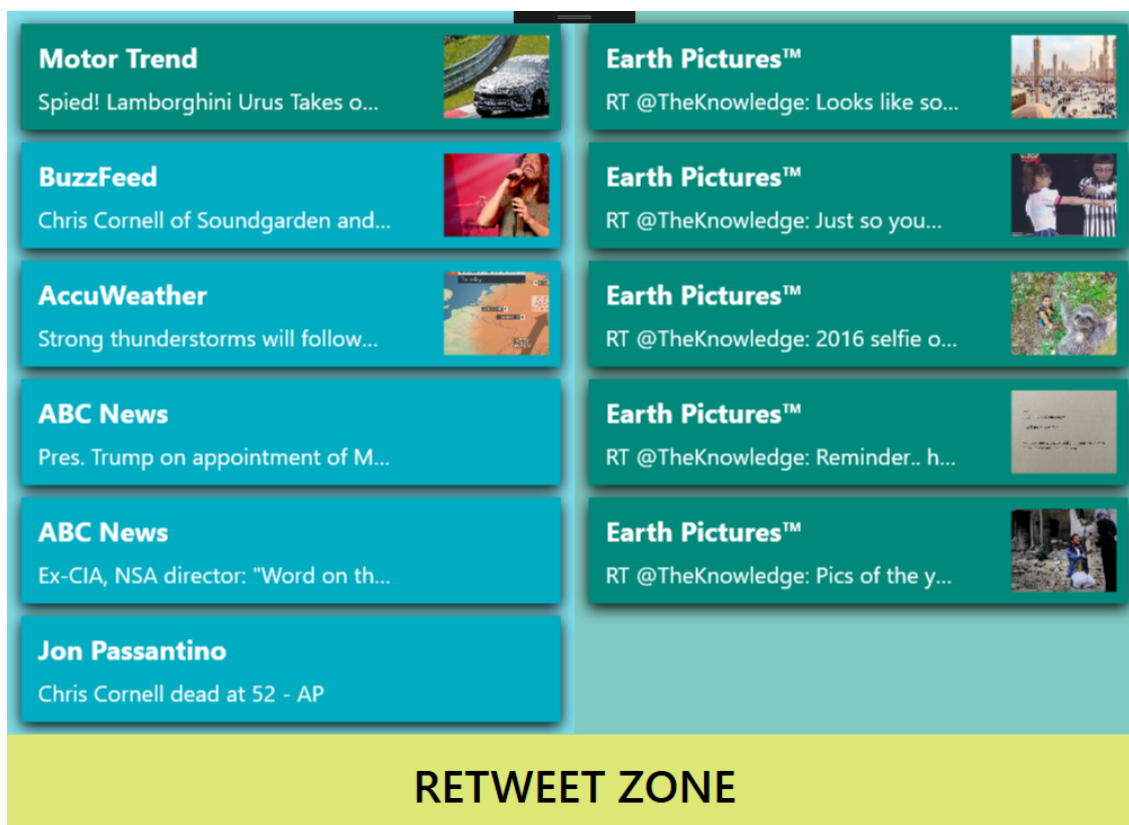 Motor Trend
Spied! Lamborghini Urus Takes o...
BuzzFeed
Chris Cornell of Soundgarden and...
AccuWeather
Strong thunderstorms will follow...
ABC News
Pres. Trump on appointment of M...
ABC News
Ex-CIA, NSA director: "Word on th...
Jon Passantino
Chris Cornell dead at 52 - AP
Earth Pictures™
RT @TheKnowledge: Looks like so...
Earth Pictures™
RT @TheKnowledge: Just so you...
Earth Pictures™
RT @TheKnowledge: 2016 selfie o...
Earth Pictures™
RT @TheKnowledge: Reminder.. h...
Earth Pictures™
RT @TheKnowledge: Pics of the y...
RETWEET ZONE